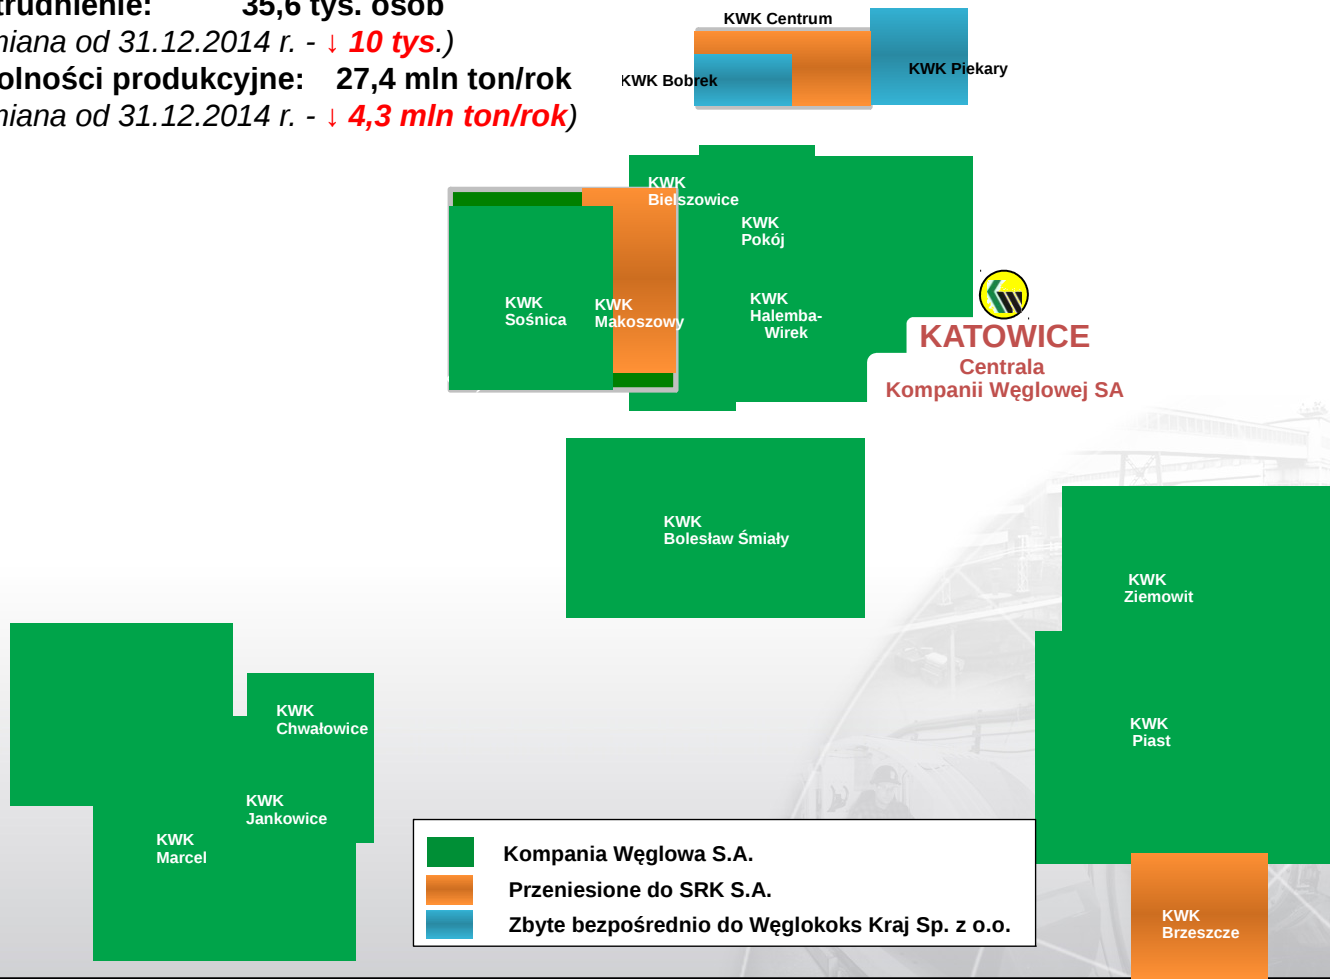 trudnienie: 35,6 tys. osób
miana od 31.12.2014 r. - ↓ 10 tys.)
olności produkcyjne: 27,4 mln ton/rok
miana od 31.12.2014 r. - ↓ 4,3 mln ton/rok)
KWK Centrum
KWK Bobrek
KWK Piekary
KWK
Bielszowice
KWK
Pokój
KWK
Sośnica
KWK
Makoszowy
KWK
Halemba-
Wirek
KATOWICE
Centrala
Kompanii Węglowej SA
KWK
Bolesław Śmiały
KWK
Ziemowit
KWK
Piast
KWK
Chwałowice
KWK
Jankowice
KWK
Marcel
Kompania Węglowa S.A.
Przeniesione do SRK S.A.
Zbyte bezpośrednio do Węglokoks Kraj Sp. z o.o.
KWK
Brzeszcze